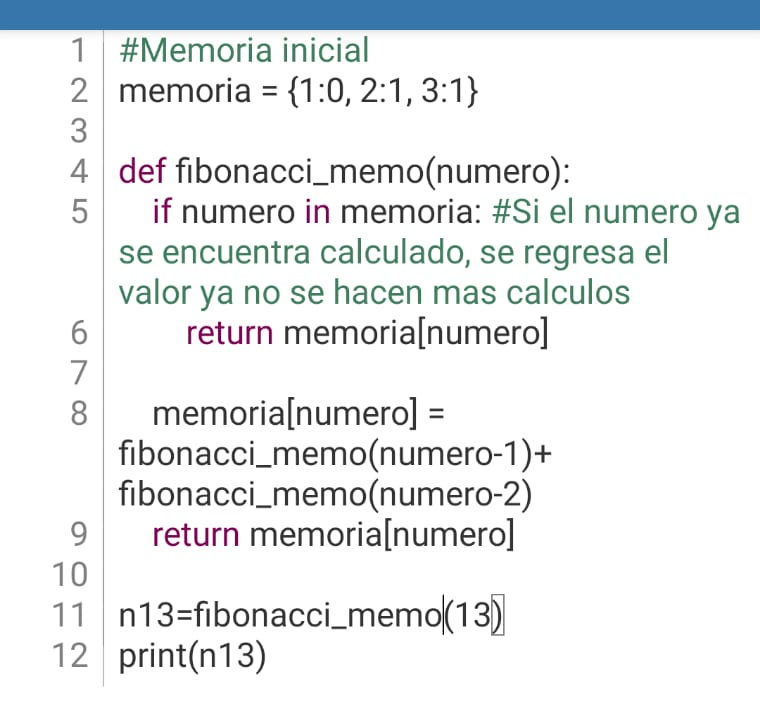 1 #Memoria inicial
2 memoria = {1:0, 2:1, 3:1}
3
4 def fibonacci_memo(numero):
5 if numero in memoria: #Si el numero ya
se encuentra calculado, se regresa el
valor ya no se hacen mas calculos
6 return memoria[numero]
7
8 memoria[numero] =
fibonacci_memo(numero-1)+
fibonacci_memo(numero-2)
9 return memoria[numero]
10
11 n13=fibonacci_memo(13)
12 print(n13)